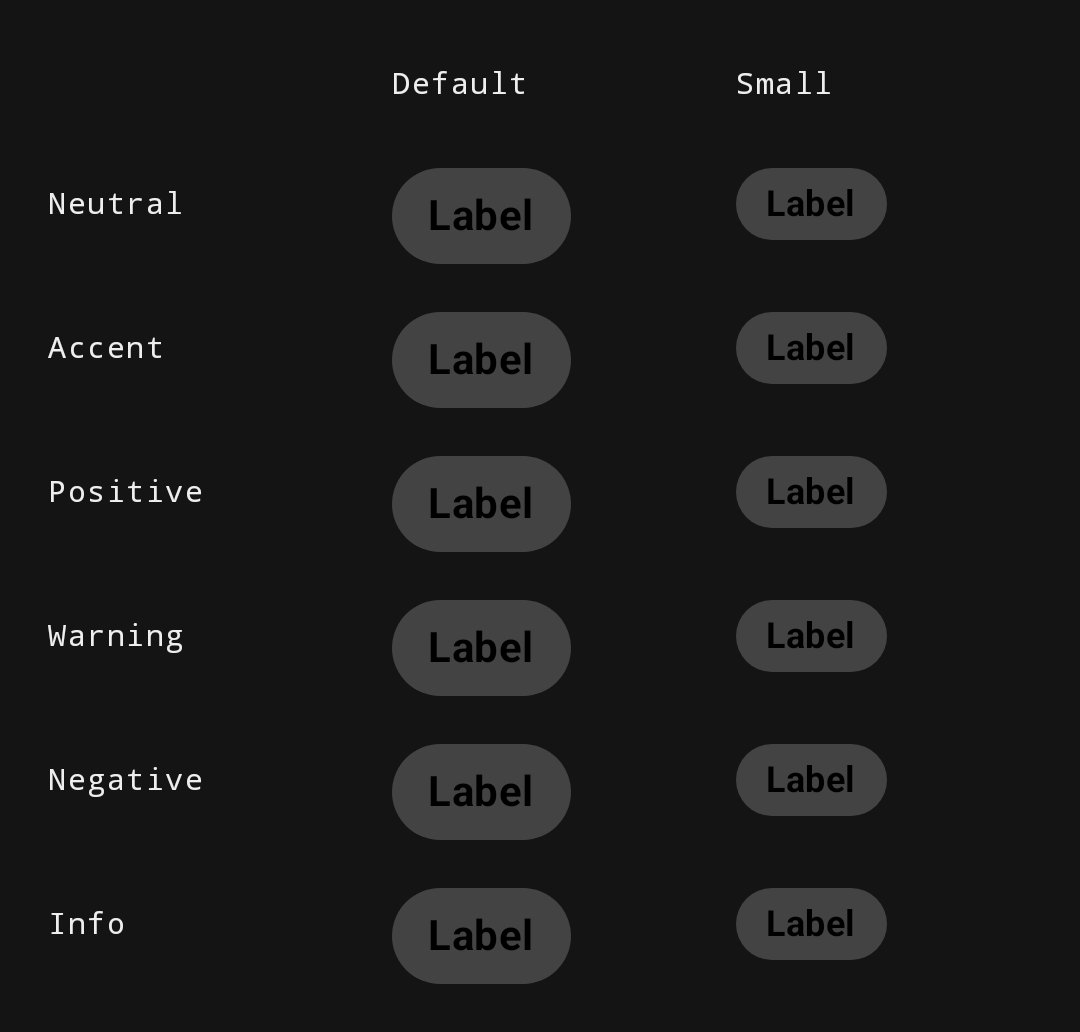 Default Small
Neutral Label Label
Accent Label Label
Positive Label Label
Warning Label Label
Negative Label Label
Info Label Label